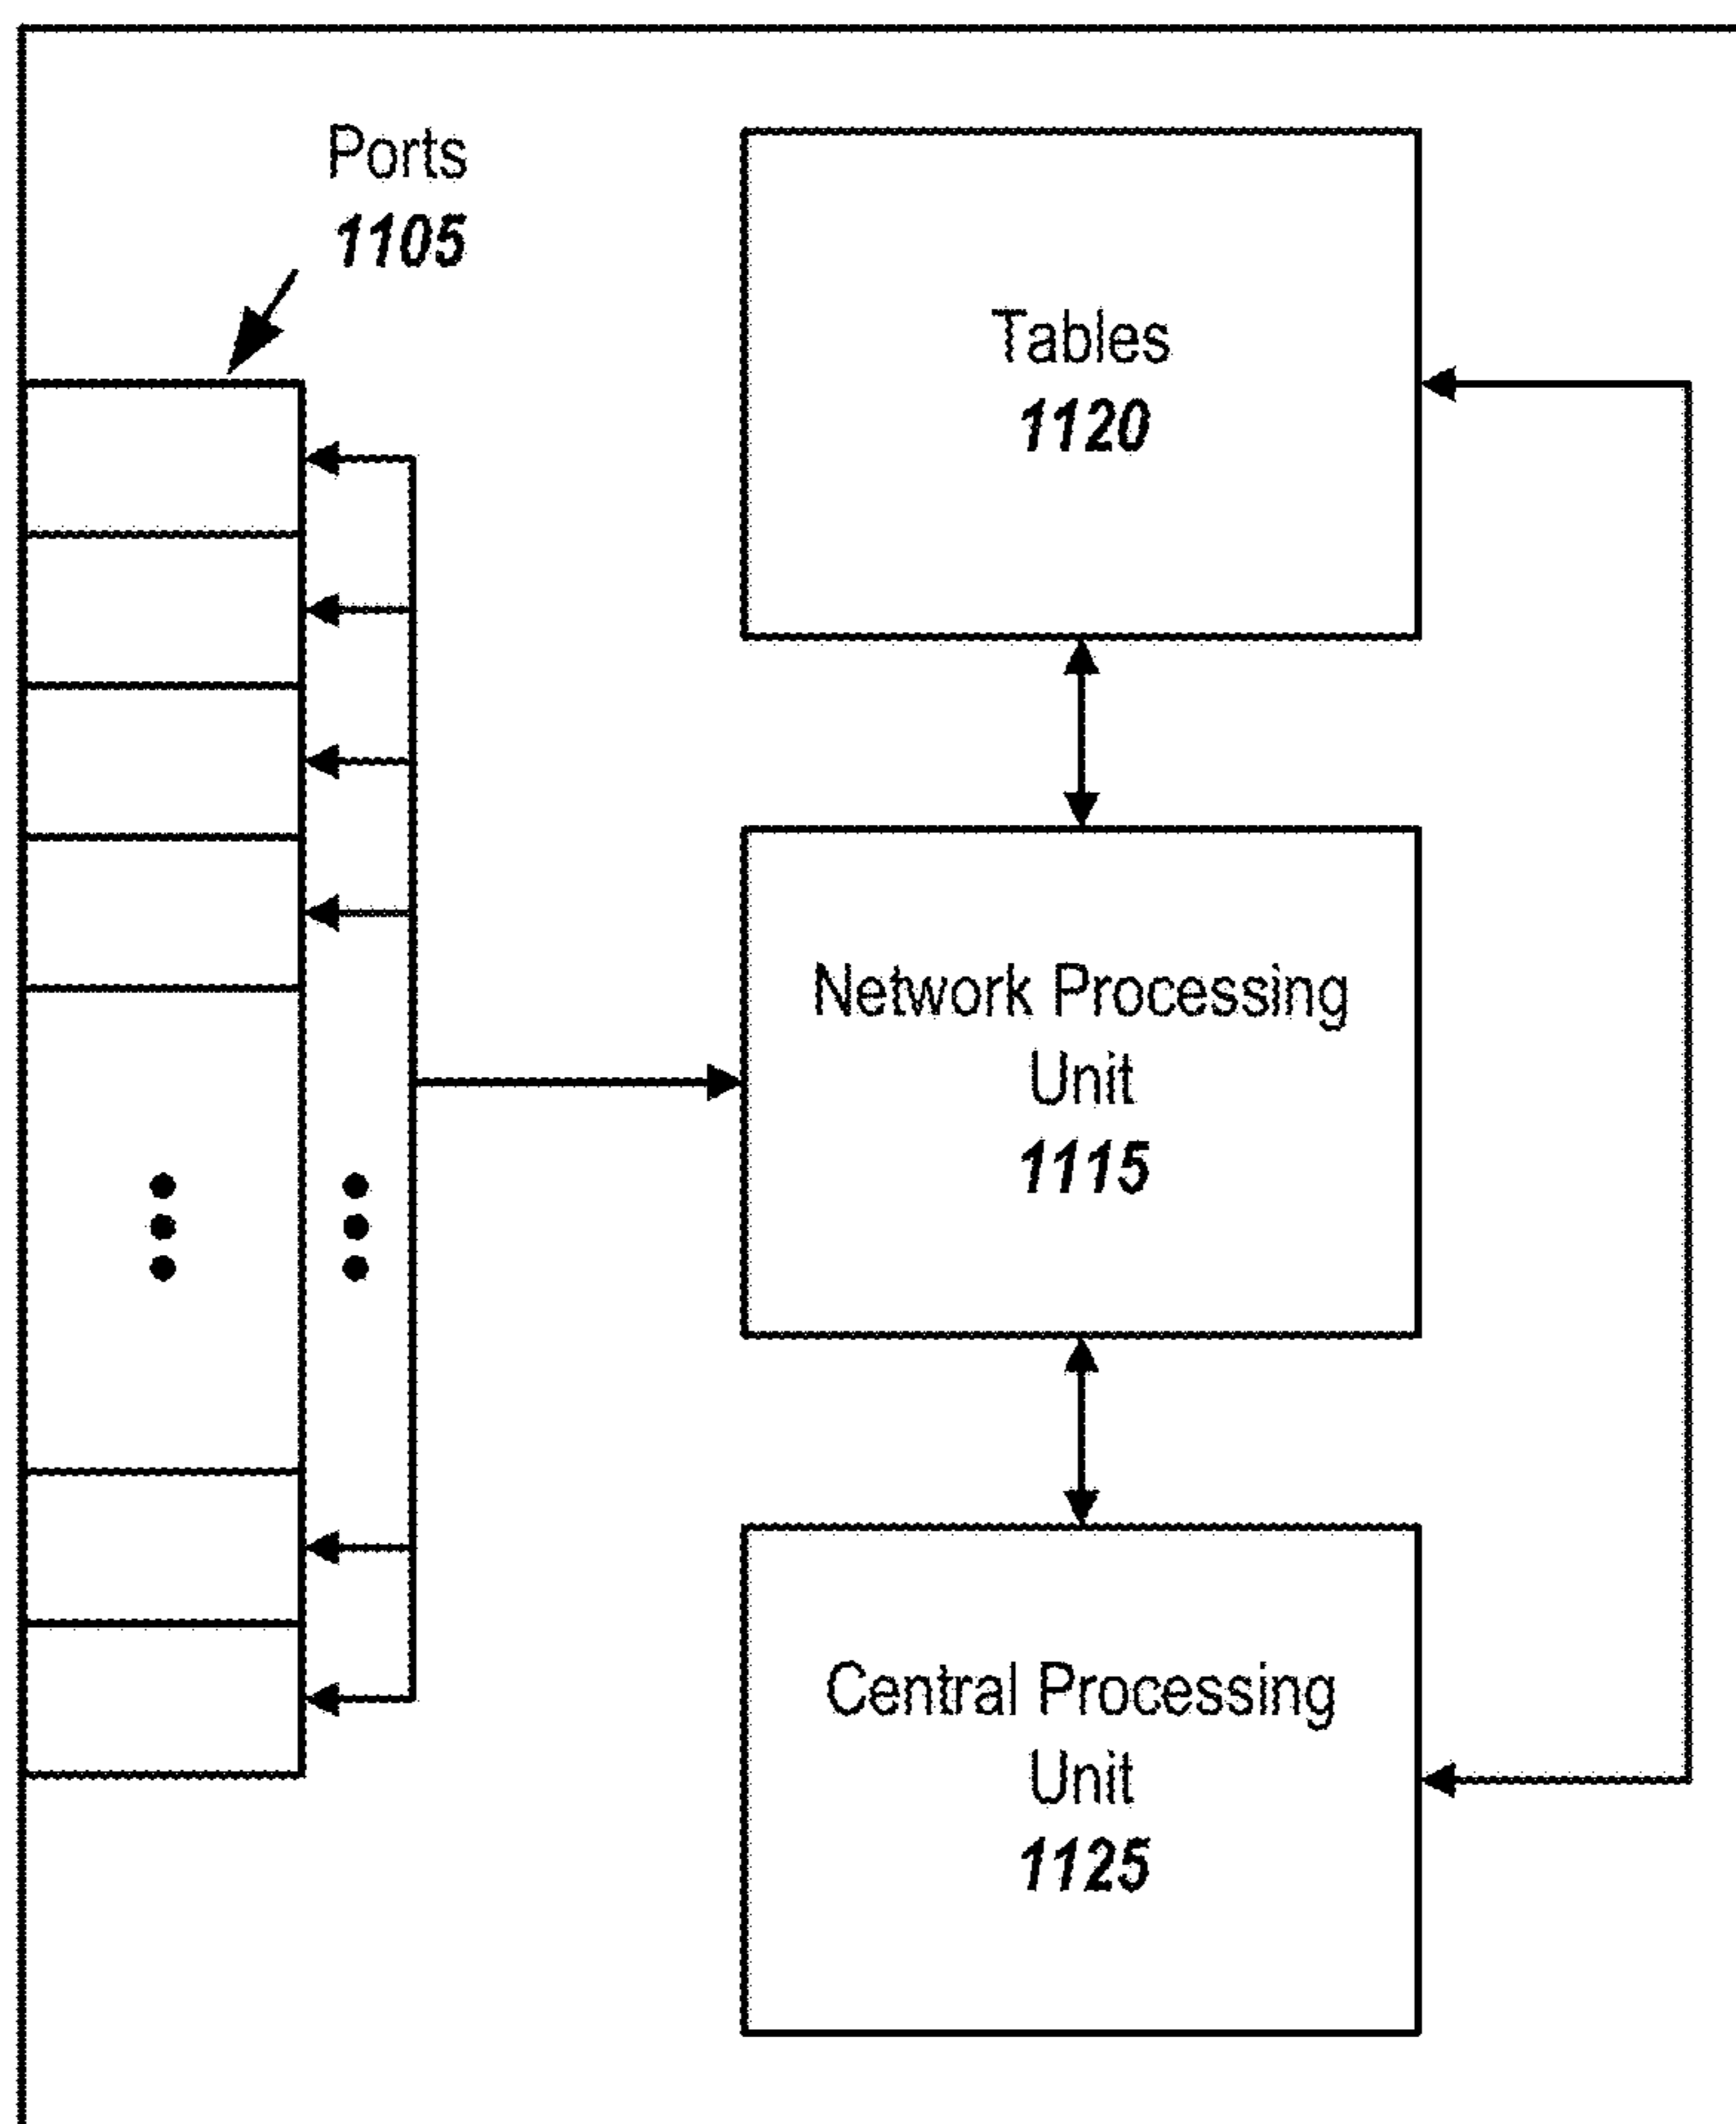 Ports
1105
Tables
1120
Network Processing
Unit
1115
Central Processing
Unit
1125